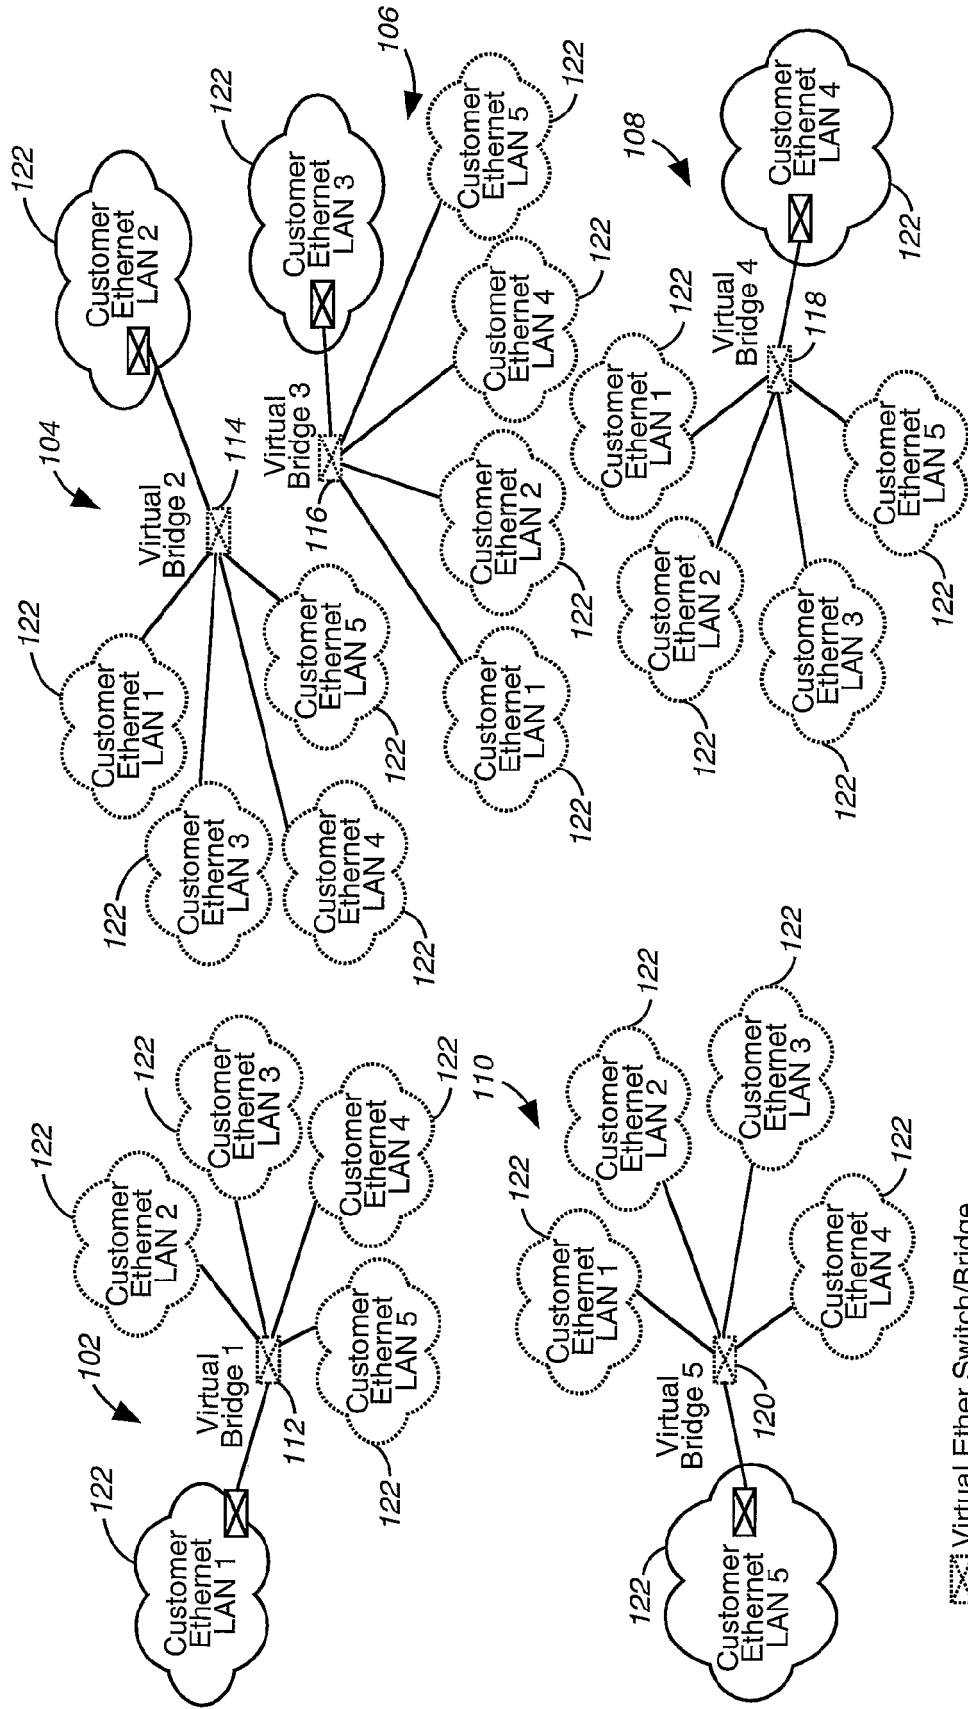 122
Customer
Ethernet
LAN 1
102
Virtual
Bridge 1
112
122
Customer
Ethernet
LAN 2
122
Customer
Ethernet
LAN 3
122
Customer
Ethernet
LAN 4
122
Customer
Ethernet
LAN 5
104
Virtual
Bridge 2
114
122
Customer
Ethernet
LAN 2
122
Customer
Ethernet
LAN 1
122
Customer
Ethernet
LAN 3
122
Customer
Ethernet
LAN 4
122
Customer
Ethernet
LAN 5
106
Virtual
Bridge 3
116
122
Customer
Ethernet
LAN 3
122
Customer
Ethernet
LAN 5
122
Customer
Ethernet
LAN 4
122
Customer
Ethernet
LAN 2
122
Customer
Ethernet
LAN 1
110
Virtual
Bridge 5
120
122
Customer
Ethernet
LAN 5
122
Customer
Ethernet
LAN 1
122
Customer
Ethernet
LAN 2
122
Customer
Ethernet
LAN 3
122
Customer
Ethernet
LAN 4
108
Virtual
Bridge 4
118
122
Customer
Ethernet
LAN 4
122
Customer
Ethernet
LAN 1
122
Customer
Ethernet
LAN 2
122
Customer
Ethernet
LAN 3
122
Customer
Ethernet
LAN 5
Virtual Ether Switch/Bridge